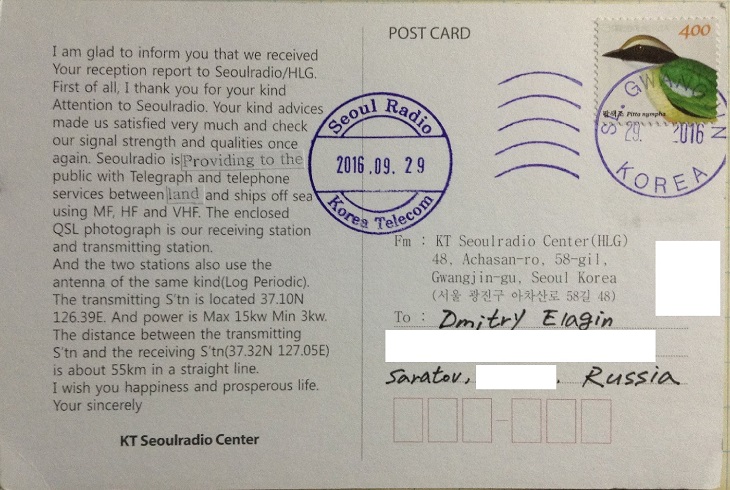 I am glad to inform you that we received
Your reception report to Seoulradio/HLG.
First of all, I thank you for your kind
Attention to Seoulradio. Your kind advices
made us satisfied very much and check
our signal strength and qualities once
again. Seoulradio is Providing to the
public with Telegraph and telephone
services between land and ships off sea
using MF, HF and VHF. The enclosed
QSL photograph is our receiving station
and transmitting station.
And the two stations also use the
antenna of the same kind(Log Periodic).
The transmitting S'tn is located 37.10N
126.39E. And power is Max 15kw Min 3kw.
The distance between the transmitting
S'tn and the receiving S'tn(37.32N 127.05E)
is about 55km in a straight line.
I wish you happiness and prosperous life.
Your sincerely
KT Seoulradio Center
Seoul Radio
2016.09.29
Korea Telecom
POST CARD
400
Pitta nympha
29. 2016
KOREA
Fm : KT Seoulradio Center(HLG)
48, Achasan-ro, 58-gil,
Gwangjin-gu, Seoul Korea
(서울 광진구 아차산로 58길 48)
To : Dmitry Elagin
Saratov, . Russia